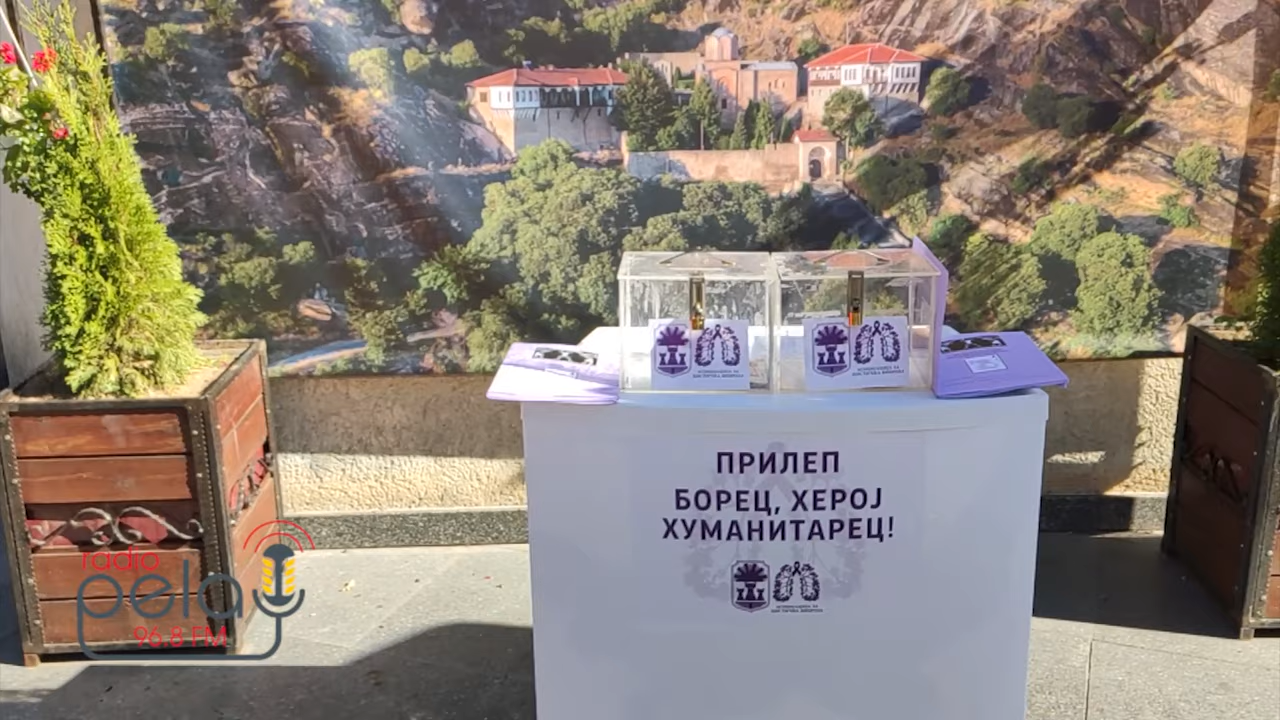 ПРИЛЕП
БОРЕЦ, ХЕРОЈ
ХУМАНИТАРЕЦ!
radio
pela
96.8 FM